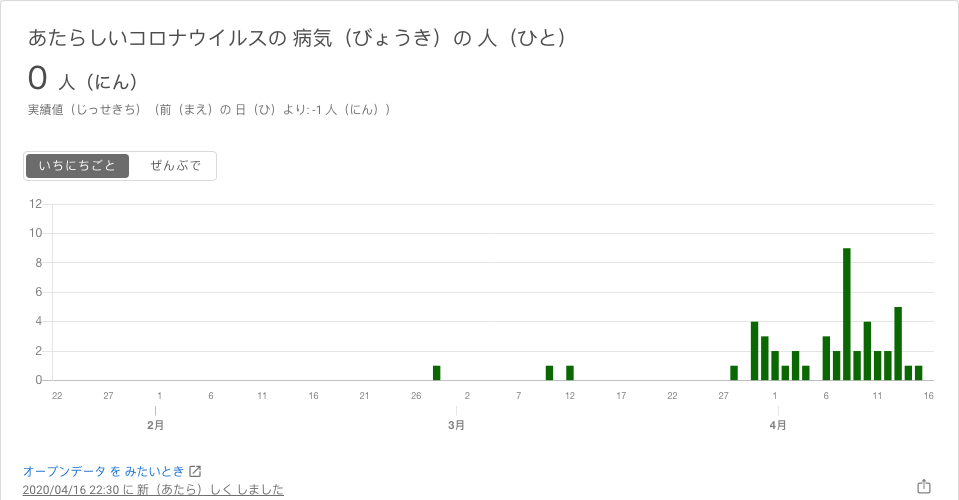 あたらしいコロナウイルスの 病気（びょうき）の 人（ひと）
0 人（にん）
実績値（じっせきち）（前（まえ）の 日（ひ）より: -1 人（にん））
いちにちごと ぜんぶで
12
10
8
6
4
2
0
22 27 1 6 11 16 21 26 2 7 12 17 22 27 1 6 11 16
2月 3月 4月
オープンデータ を みたいとき
2020/04/16 22:30 に 新（あたら）しく しました